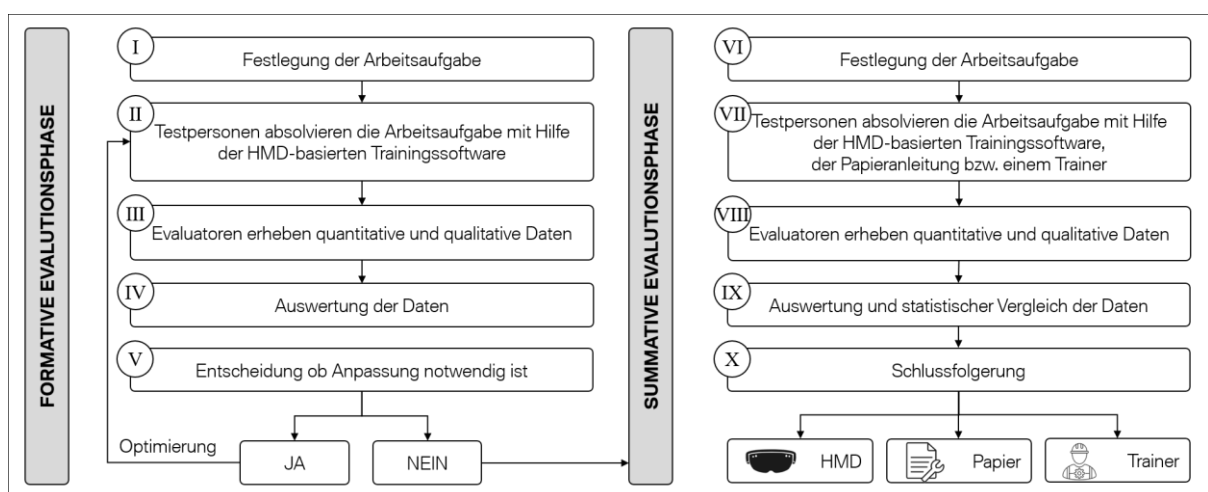 FORMATIVE EVALUTIONSPHASE
I
Festlegung der Arbeitsaufgabe
II
Testpersonen absolvieren die Arbeitsaufgabe mit Hilfe
der HMD-basierten Trainingssoftware
III
Evaluatoren erheben quantitative und qualitative Daten
IV
Auswertung der Daten
V
Entscheidung ob Anpassung notwendig ist
Optimierung
JA
NEIN
SUMMATIVE EVALUTIONSPHASE
VI
Festlegung der Arbeitsaufgabe
VII
Testpersonen absolvieren die Arbeitsaufgabe mit Hilfe
der HMD-basierten Trainingssoftware,
der Papieranleitung bzw. einem Trainer
VIII
Evaluatoren erheben quantitative und qualitative Daten
IX
Auswertung und statistischer Vergleich der Daten
X
Schlussfolgerung
HMD
Papier
Trainer